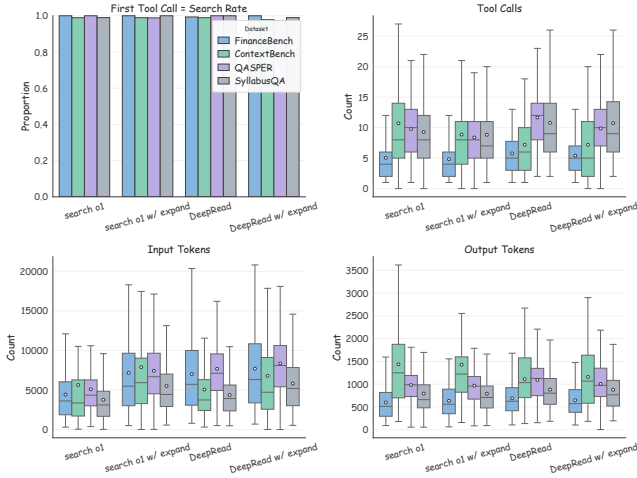 First Tool Call = Search Rate
Proportion
1.0
0.8
0.6
0.4
0.2
0.0
Dataset
FinanceBench
ContextBench
QASPER
SyllabusQA
search o1
search o1 w/ expand
DeepRead
DeepRead w/ expand
Tool Calls
Count
25
20
15
10
5
0
search o1
search o1 w/ expand
DeepRead
DeepRead w/ expand
Input Tokens
Count
20000
15000
10000
5000
0
search o1
search o1 w/ expand
DeepRead
DeepRead w/ expand
Output Tokens
Count
3500
3000
2500
2000
1500
1000
500
0
search o1
search o1 w/ expand
DeepRead
DeepRead w/ expand